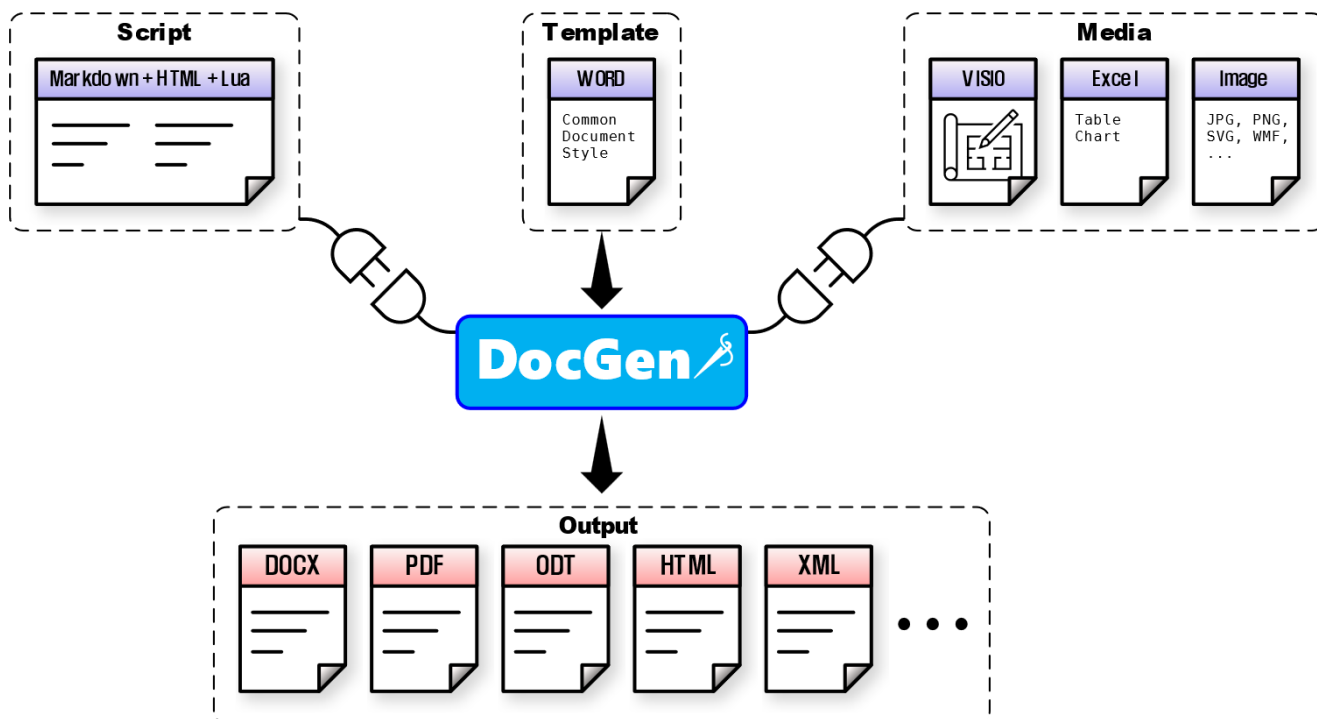 Script
Template
Media
Markdown + HTML + Lua
WORD
Common
Document
Style
VISIO
Excel
Table
Chart
Image
JPG, PNG,
SVG, WMF,
...
DocGen
Output
DOCX
PDF
ODT
HTML
XML